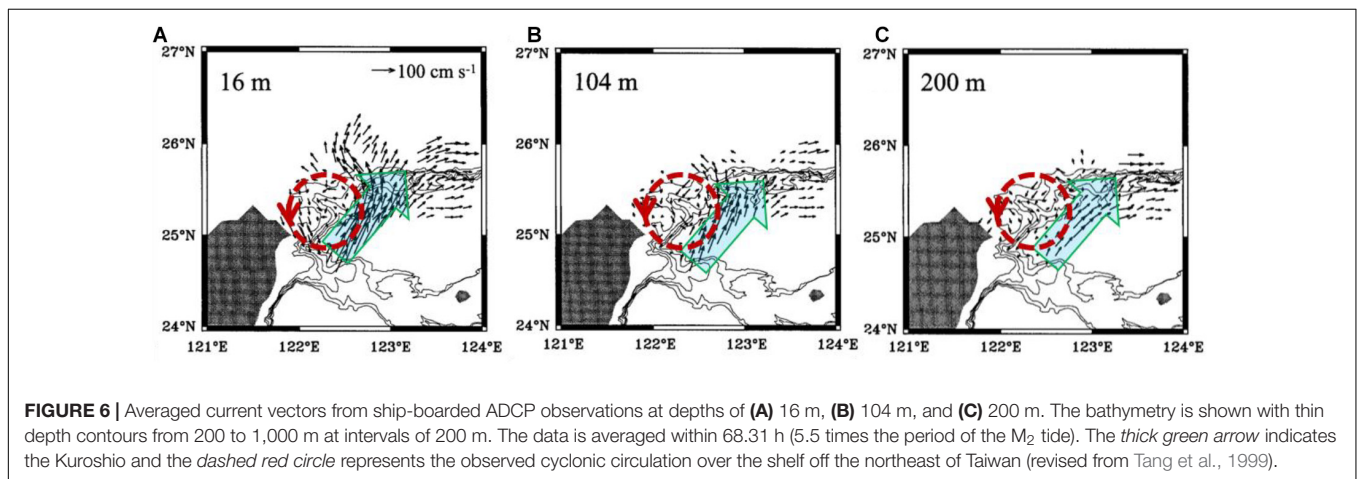 A
B
C
27°N
26°N
25°N
24°N
121°E
122°E
123°E
124°E
16 m
100 cm s-1
27°N
26°N
25°N
24°N
121°E
122°E
123°E
124°E
104 m
27°N
26°N
25°N
24°N
121°E
122°E
123°E
124°E
200 m
FIGURE 6 | Averaged current vectors from ship-boarded ADCP observations at depths of (A) 16 m, (B) 104 m, and (C) 200 m. The bathymetry is shown with thin
depth contours from 200 to 1,000 m at intervals of 200 m. The data is averaged within 68.31 h (5.5 times the period of the M2 tide). The thick green arrow indicates
the Kuroshio and the dashed red circle represents the observed cyclonic circulation over the shelf off the northeast of Taiwan (revised from Tang et al., 1999).